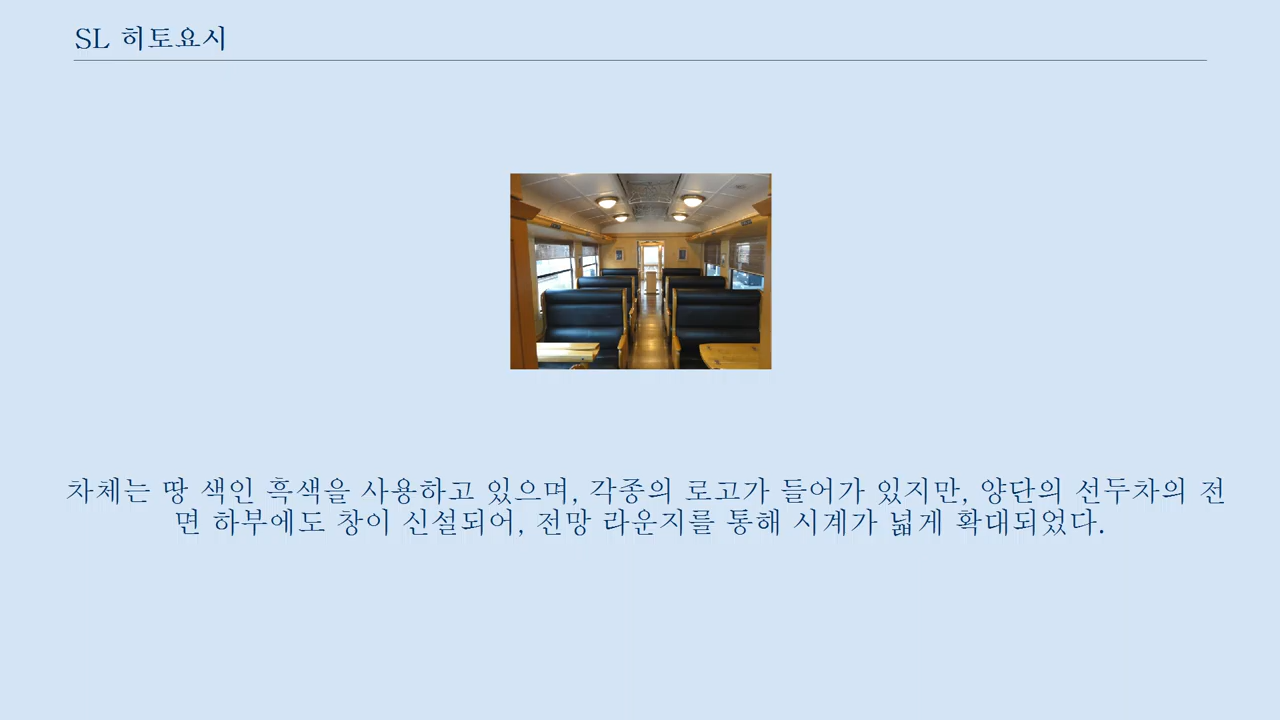 SL 히토요시
차체는 땅 색인 흑색을 사용하고 있으며, 각종의 로고가 들어가 있지만, 양단의 선두차의 전
면 하부에도 창이 신설되어, 전망 라운지를 통해 시계가 넓게 확대되었다.